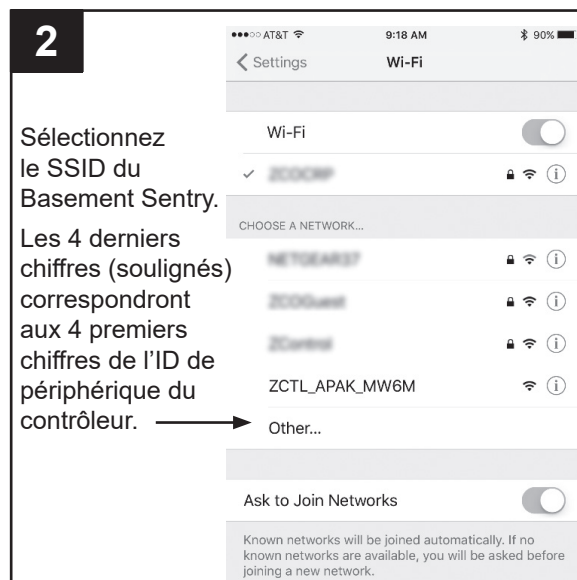 2
Sélectionnez
le SSID du
Basement Sentry.
Les 4 derniers
chiffres (soulignés)
correspondront
aux 4 premiers
chiffres de l'ID de
périphérique du
contrôleur.
AT&T 9:18 AM 90%
Settings Wi-Fi
Wi-Fi
CHOOSE A NETWORK...
ZCTL_APAK_MW6M
Other...
Ask to Join Networks
Known networks will be joined automatically. If no
known networks are available, you will be asked before
joining a new network.